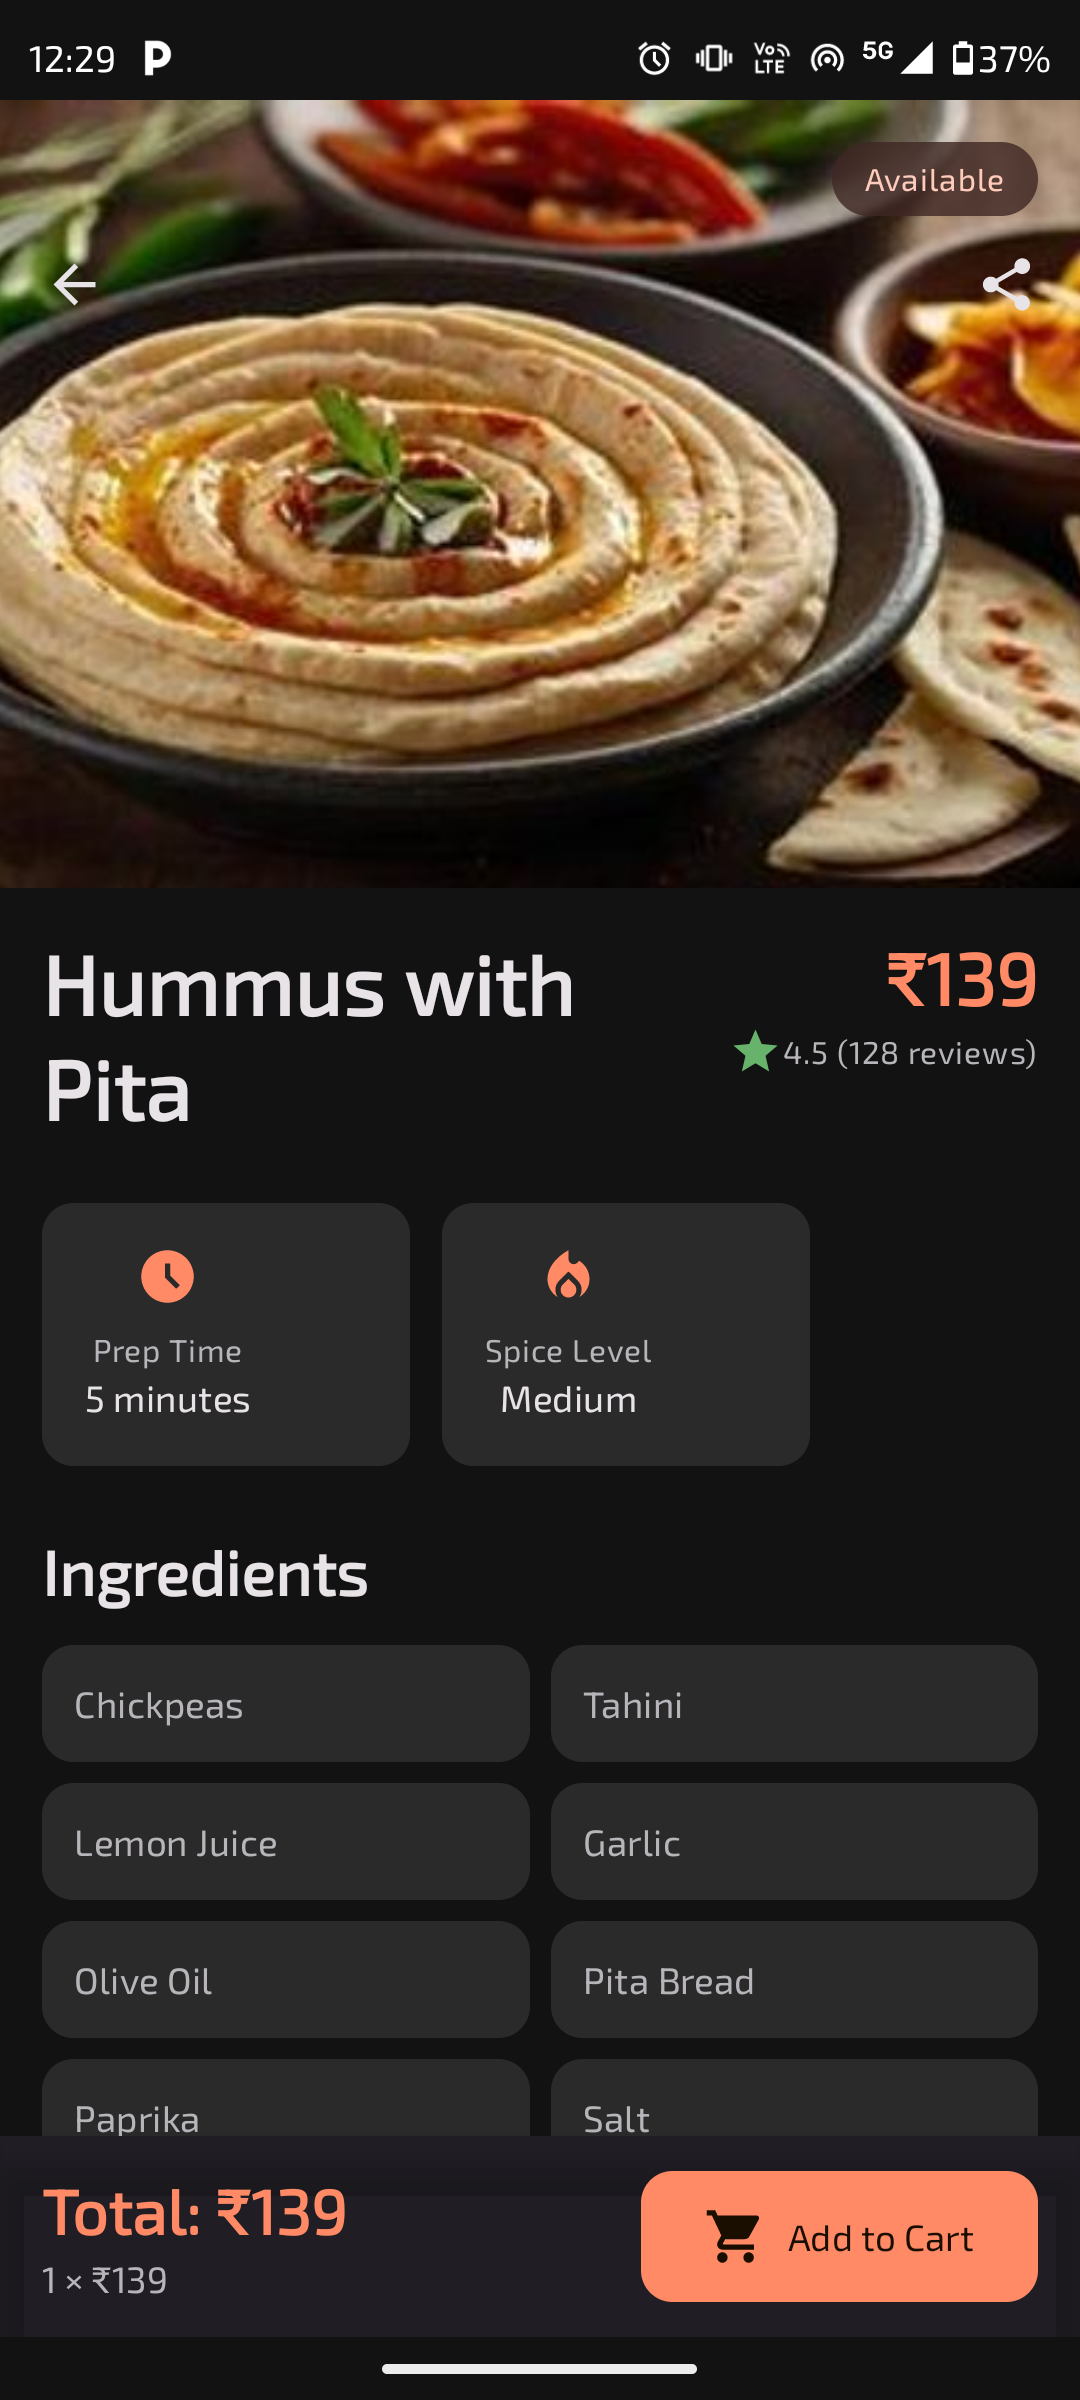 12:29 P Vo LTE 5G 37%
Available
Hummus with
Pita
₹139
4.5 (128 reviews)
Prep Time
5 minutes
Spice Level
Medium
Ingredients
Chickpeas
Tahini
Lemon Juice
Garlic
Olive Oil
Pita Bread
Paprika
Salt
Total: ₹139
1 × ₹139
Add to Cart